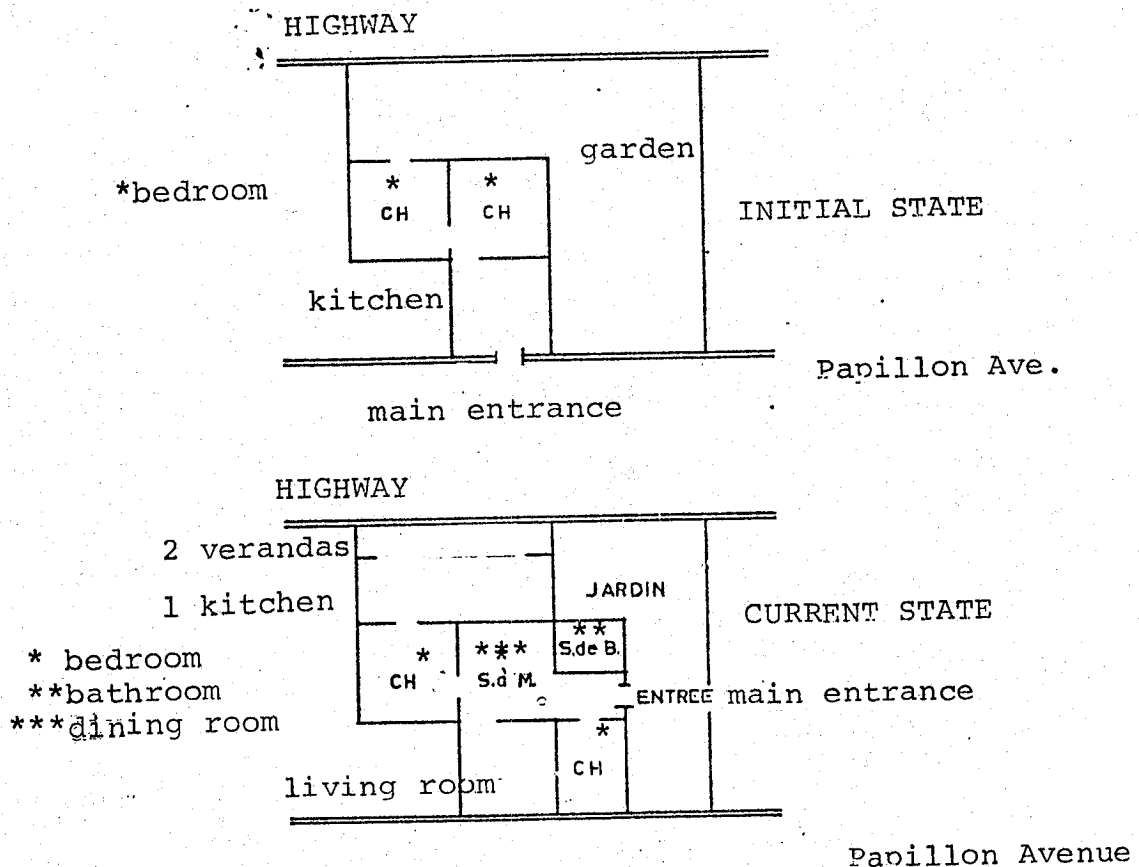 HIGHWAY
garden
*bedroom
*
*
CH
CH
INITIAL STATE
kitchen
Papillon Ave.
main entrance
HIGHWAY
2 verandas
JARDIN
1 kitchen
CURRENT STATE
**
* bedroom
*
***
*
S.de B.
CH
S.d M.
**bathroom
ENTREE main entrance
***dining room
*
CH
living room
Papillon Avenue